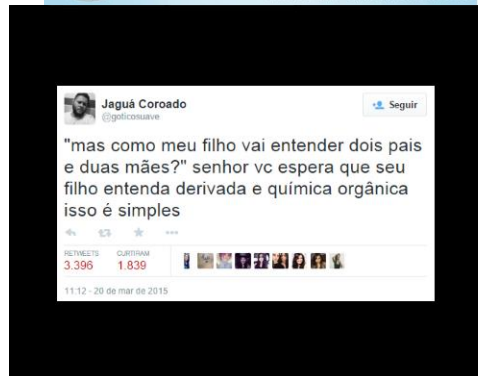 Jaguá Coroado
@goticosuave
Seguir
"mas como meu filho vai entender dois pais
e duas mães?" senhor vc espera que seu
filho entenda derivada e química orgânica
isso é simples
RETWEETS CURTIRAM
3.396 1.839
11:12 - 20 de mar de 2015